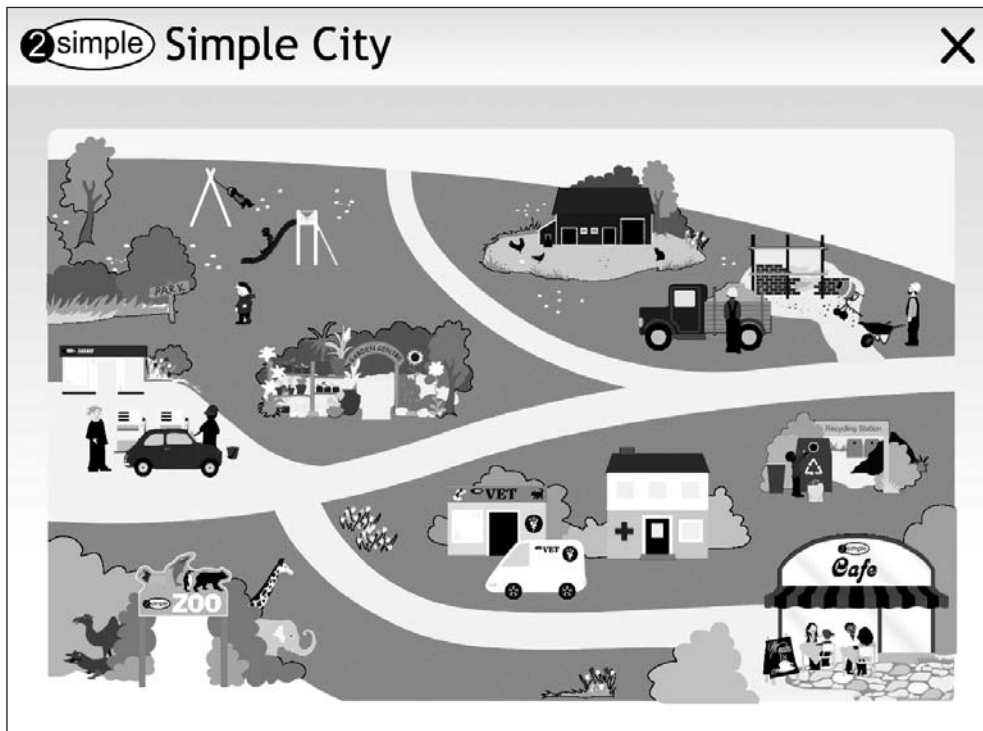 2simple Simple City
PARK
GARDEN CENTRE
Recycling Station
VET
VET
2simple
Cafe
2simple ZOO